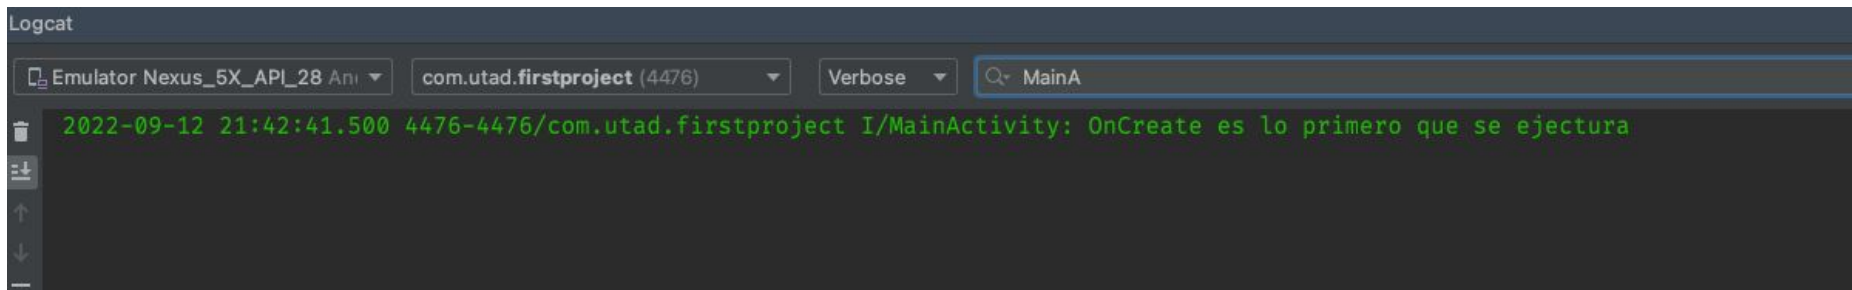 Logcat
Emulator Nexus_5X_API_28 An com.utad.firstproject (4476) Verbose MainA
2022-09-12 21:42:41.500 4476-4476/com.utad.firstproject I/MainActivity: OnCreate es lo primero que se ejectura